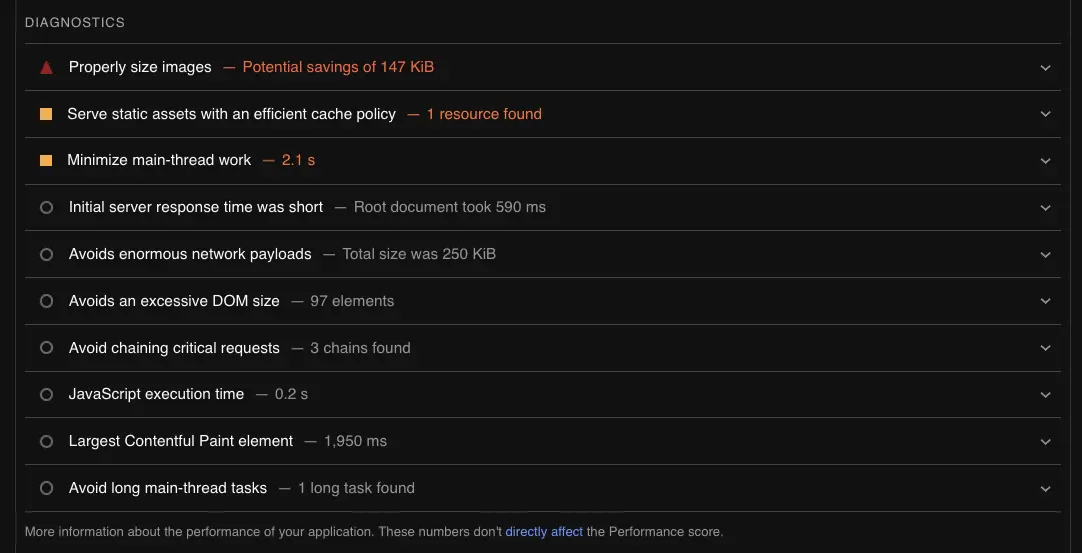 DIAGNOSTICS
Properly size images — Potential savings of 147 KiB
Serve static assets with an efficient cache policy — 1 resource found
Minimize main-thread work — 2.1 s
Initial server response time was short — Root document took 590 ms
Avoids enormous network payloads — Total size was 250 KiB
Avoids an excessive DOM size — 97 elements
Avoid chaining critical requests — 3 chains found
JavaScript execution time — 0.2 s
Largest Contentful Paint element — 1,950 ms
Avoid long main-thread tasks — 1 long task found
More information about the performance of your application. These numbers don't directly affect the Performance score.